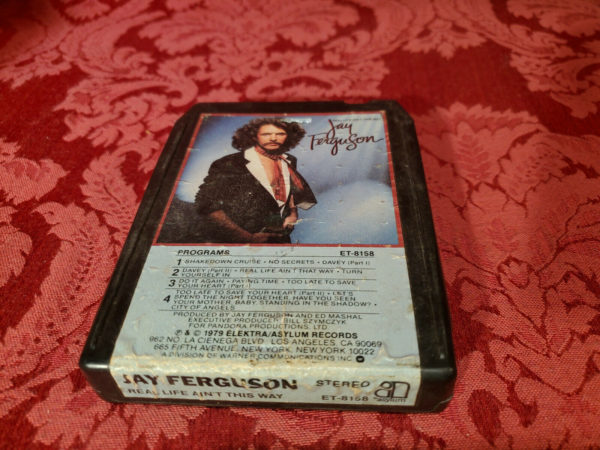 Jay
Ferguson
PROGRAMS ET-8158
1 SHAKEDOWN CRUISE • NO SECRETS • DAVEY (Part I)
2 DAVEY (Part II) • REAL LIFE AIN'T THAT WAY • TURN
YOURSELF IN
3 DO IT AGAIN • PAYING TIME • TOO LATE TO SAVE
YOUR HEART (Part I)
4 TOO LATE TO SAVE YOUR HEART (Part II) • LET'S
SPEND THE NIGHT TOGETHER, HAVE YOU SEEN
YOUR MOTHER, BABY, STANDING IN THE SHADOW? •
CITY OF ANGELS
PRODUCED BY JAY FERGUSON AND ED MASHAL
EXECUTIVE PRODUCER: BILL SZYMCZYK
FOR PANDORA PRODUCTIONS, LTD.
℗ & © 1979 ELEKTRA/ASYLUM RECORDS
962 NO. LA CIENEGA BLVD., LOS ANGELES, CA 90069
665 FIFTH AVENUE, NEW YORK, NEW YORK 10022
A DIVISION OF WARNER COMMUNICATIONS INC.
JAY FERGUSON STEREO
REAL LIFE AIN'T THIS WAY ET-8158 asylum